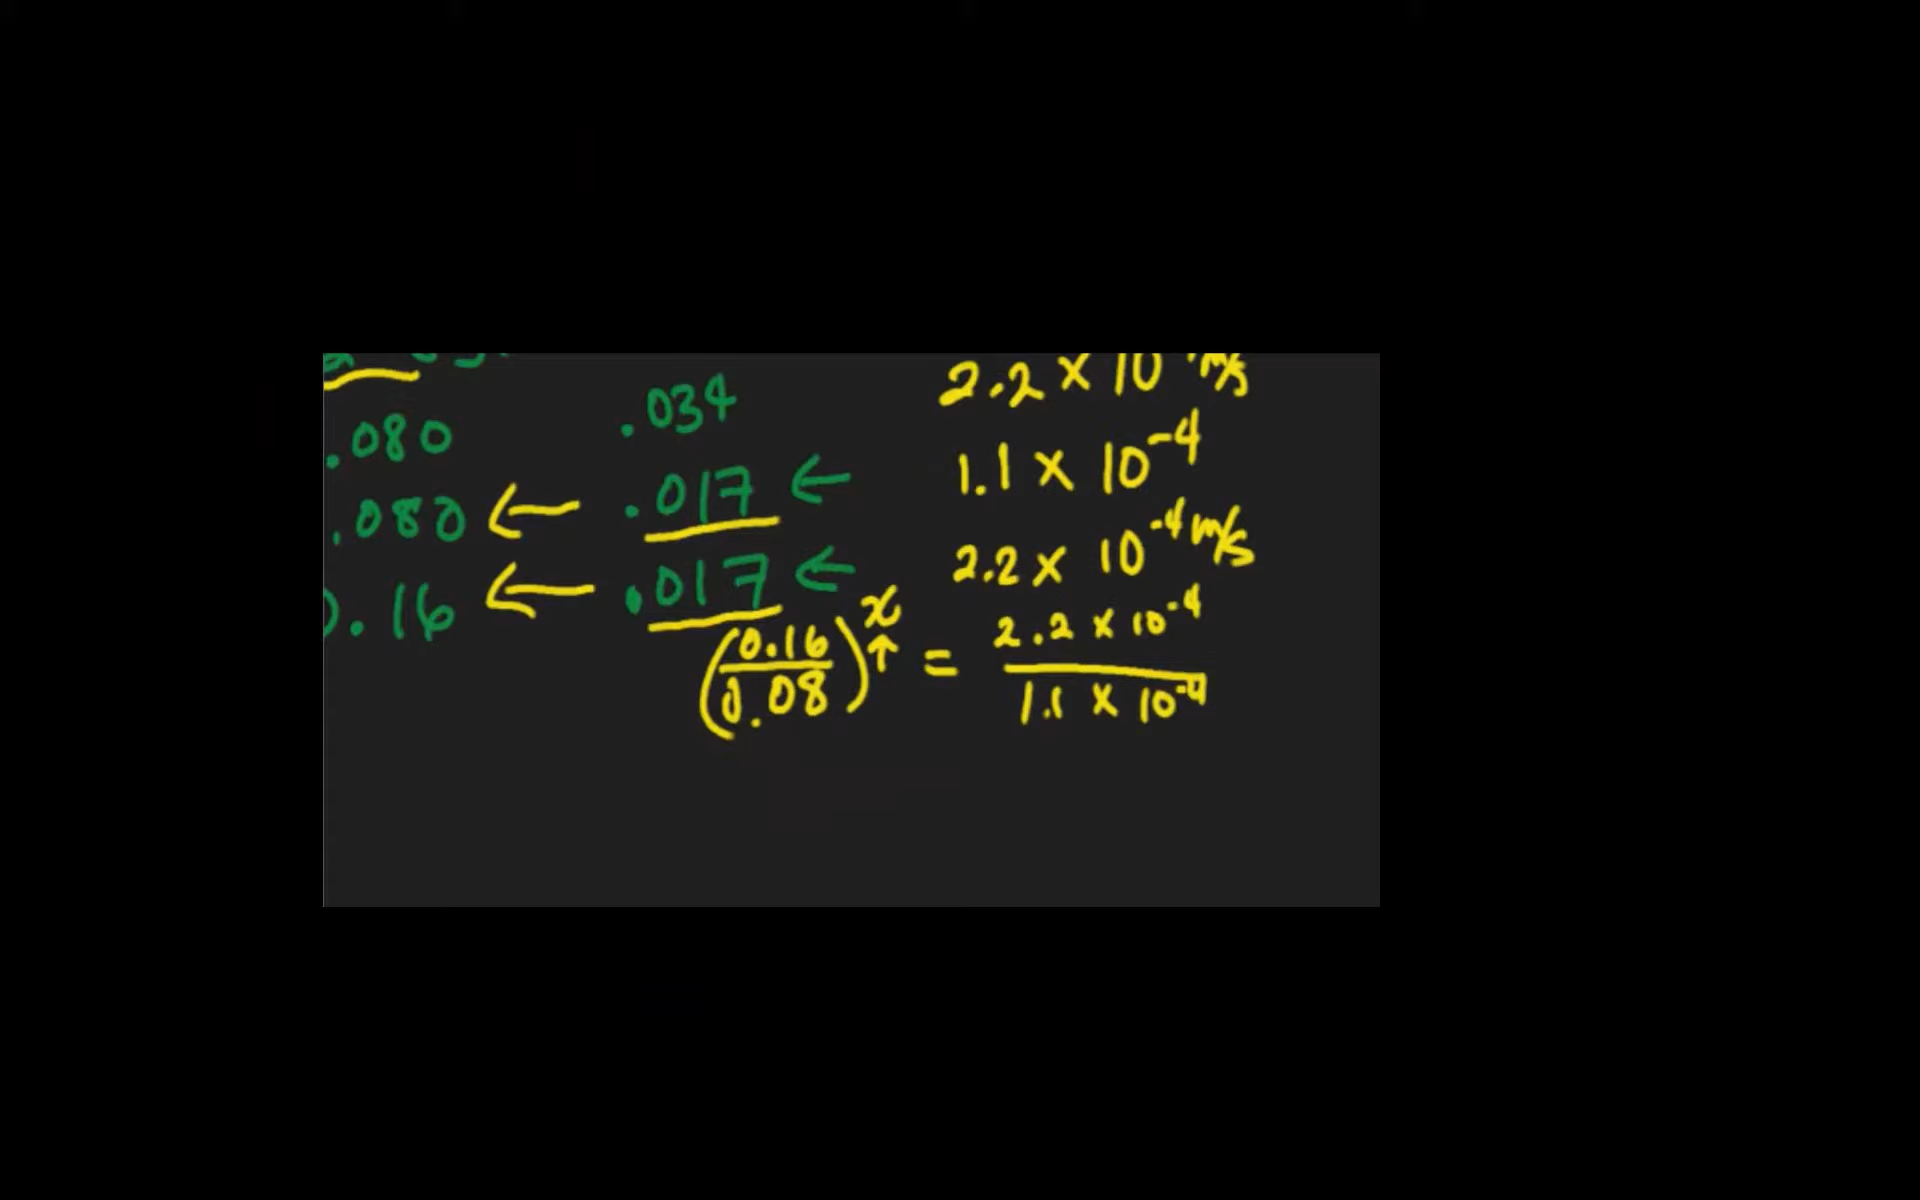 2.2 × 10 m/s
.080 .034
1.1 × 10⁻⁴
.080 ← .017 ←
2.2 × 10⁻⁴ m/s
0.16 ← .017 ←
(0.16/0.08)ˣ ↑ = 2.2 × 10⁻⁴ / 1.1 × 10⁻⁴